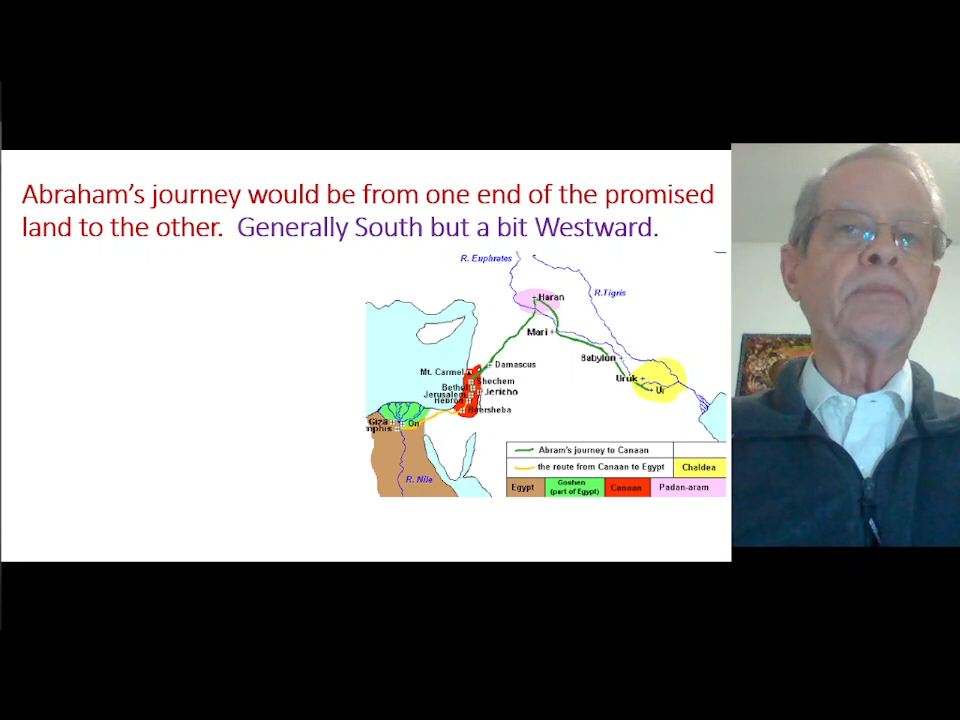 Abraham’s journey would be from one end of the promised
land to the other.  Generally South but a bit Westward.
R. Euphrates
Haran
R.Tigris
Mari
Babylon
Damascus
Mt. Carmel
Shechem
Uruk
Ur
Bethel
Jericho
Jerusalem
Hebron
Beersheba
Giza
On
mphis
Abram's journey to Canaan
the route from Canaan to Egypt
Chaldea
R. Nile
Egypt
Goshen
(part of Egypt)
Canaan
Padan-aram